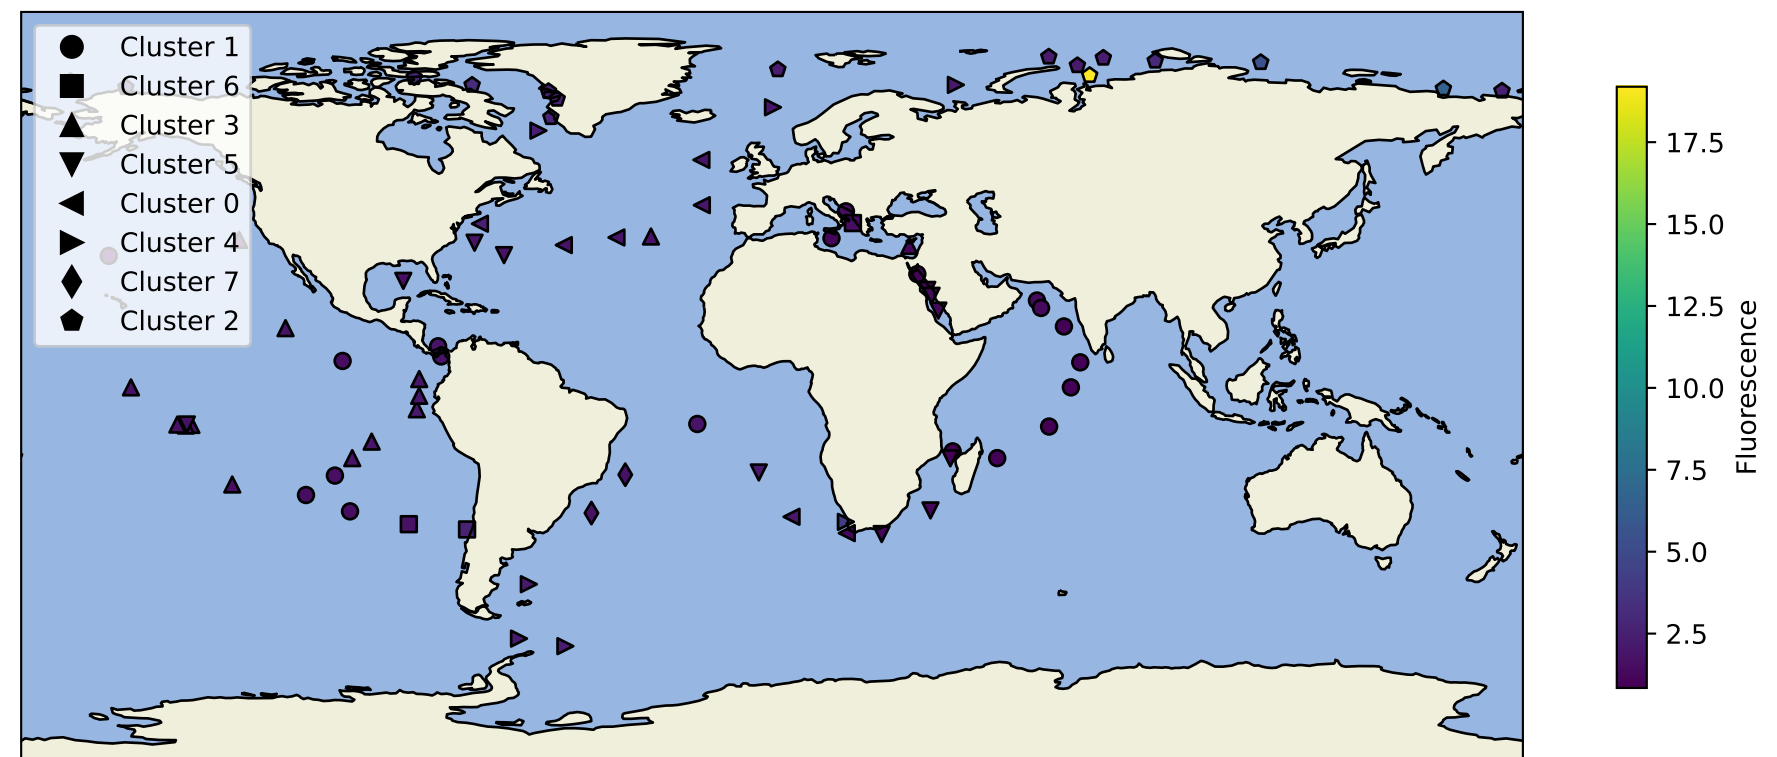 Cluster 1
Cluster 6
Cluster 3
Cluster 5
Cluster 0
Cluster 4
Cluster 7
Cluster 2
17.5
15.0
12.5
10.0
7.5
5.0
2.5
Fluorescence